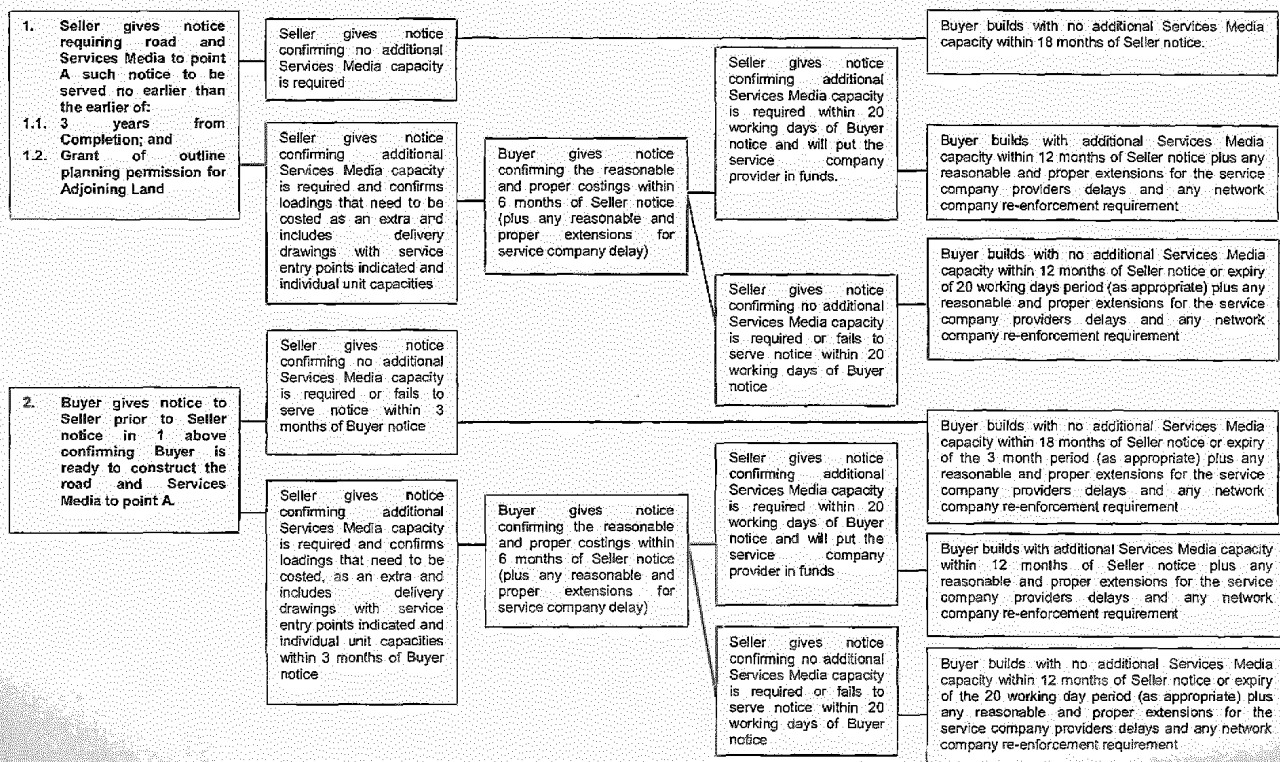 1. Seller gives notice
requiring road and
Services Media to point
A such notice to be
served no earlier than
the earlier of:
1.1. 3 years from
Completion; and
1.2. Grant of outline
planning permission for
Adjoining Land
Seller gives notice
confirming no additional
Services Media capacity
is required
Buyer builds with no additional Services Media
capacity within 18 months of Seller notice.
Seller gives notice
confirming additional
Services Media capacity
is required and confirms
loadings that need to be
costed as an extra and
includes delivery
drawings with service
entry points indicated and
individual unit capacities
Buyer gives notice
confirming the reasonable
and proper costings within
6 months of Seller notice
(plus any reasonable and
proper extensions for
service company delay)
Seller gives notice
confirming additional
Services Media capacity
is required within 20
working days of Buyer
notice and will put the
service company
provider in funds.
Buyer builds with additional Services Media
capacity within 12 months of Seller notice plus any
reasonable and proper extensions for the service
company providers delays and any network
company re-enforcement requirement
Seller gives notice
confirming no additional
Services Media capacity
is required or fails to
serve notice within 20
working days of Buyer
notice
Buyer builds with no additional Services Media
capacity within 12 months of Seller notice or expiry
of 20 working days period (as appropriate) plus any
reasonable and proper extensions for the service
company providers delays and any network
company re-enforcement requirement
2. Buyer gives notice to
Seller prior to Seller
notice in 1 above
confirming Buyer is
ready to construct the
road and Services
Media to point A.
Seller gives notice
confirming no additional
Services Media capacity
is required or fails to
serve notice within 3
months of Buyer notice
Buyer builds with no additional Services Media
capacity within 18 months of Seller notice or expiry
of the 3 month period (as appropriate) plus any
reasonable and proper extensions for the service
company providers delays and any network
company re-enforcement requirement
Seller gives notice
confirming additional
Services Media capacity
is required and confirms
loadings that need to be
costed, as an extra and
includes delivery
drawings with service
entry points indicated and
individual unit capacities
within 3 months of Buyer
notice
Buyer gives notice
confirming the reasonable
and proper costings within
6 months of Seller notice
(plus any reasonable and
proper extensions for
service company delay)
Seller gives notice
confirming additional
Services Media capacity
is required within 20
working days of Buyer
notice and will put the
service company
provider in funds
Buyer builds with additional Services Media capacity
within 12 months of Seller notice plus any
reasonable and proper extensions for the service
company providers delays and any network
company re-enforcement requirement
Seller gives notice
confirming no additional
Services Media capacity
is required or fails to
serve notice within 20
working days of Buyer
notice
Buyer builds with no additional Services Media
capacity within 12 months of Seller notice or expiry
of the 20 working day period (as appropriate) plus
any reasonable and proper extensions for the
service company providers delays and any network
company re-enforcement requirement